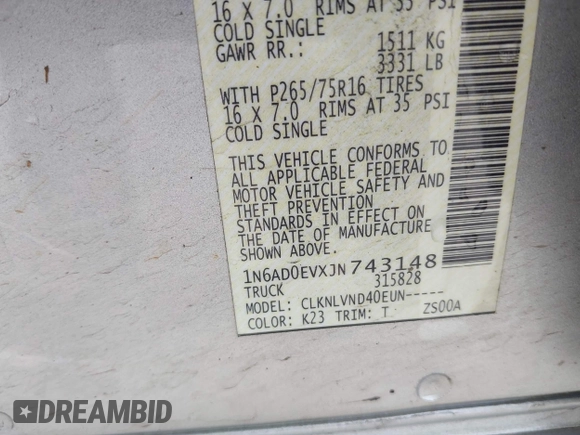 16 X 7.0 RIMS AT 35 PSI
COLD SINGLE
GAWR RR.: 1511 KG
3331 LB
WITH P265/75R16 TIRES
16 X 7.0 RIMS AT 35 PSI
COLD SINGLE
THIS VEHICLE CONFORMS TO
ALL APPLICABLE FEDERAL
MOTOR VEHICLE SAFETY AND
THEFT PREVENTION
STANDARDS IN EFFECT ON
THE DATE OF MANUFACTURE
SHOWN ABOVE.
1N6AD0EVXJN743148
TRUCK 315828
MODEL: CLKNLVND40EUN-----
COLOR: K23 TRIM: T ZS00A
DREAMBID